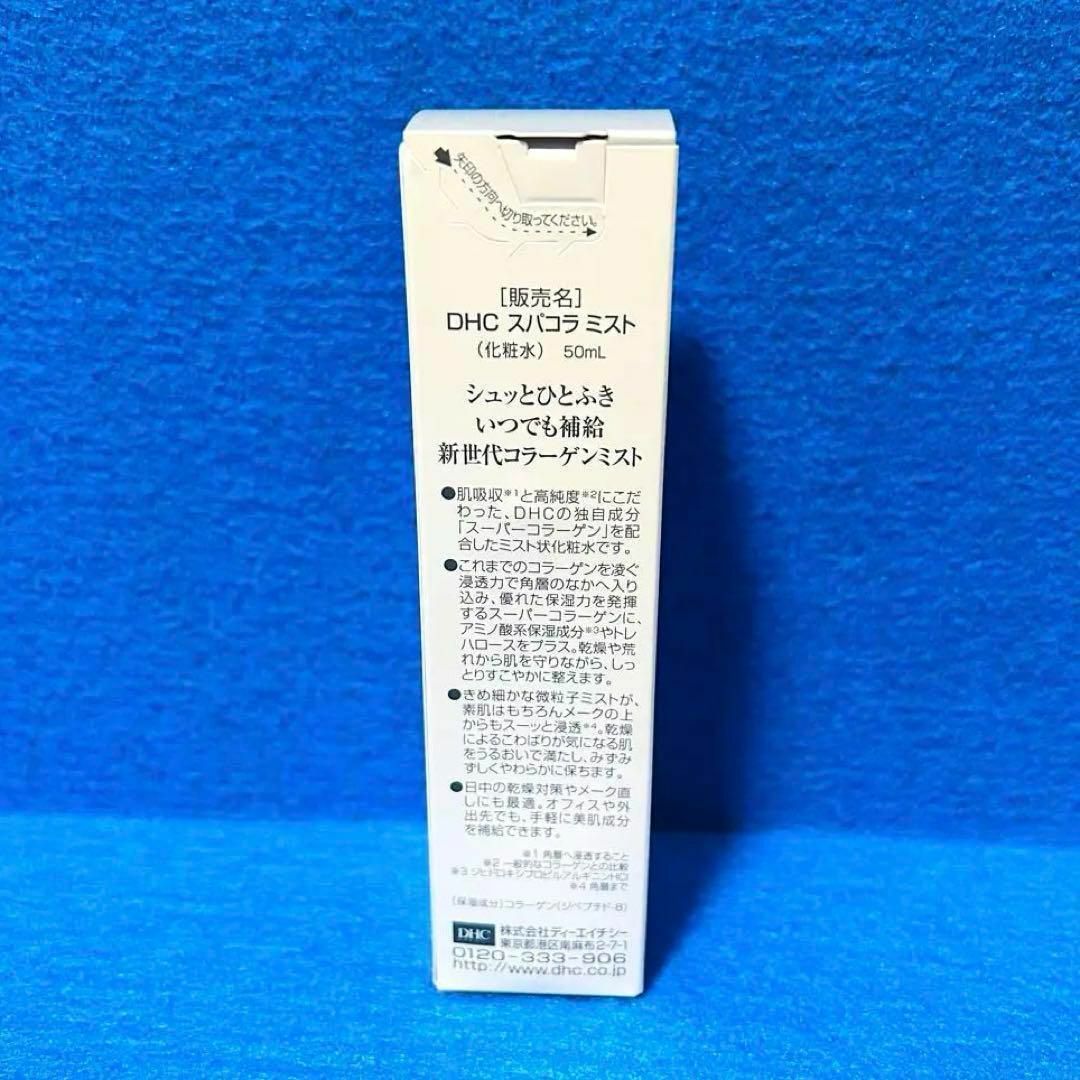 矢印の方向へ切り取ってください。
[販売名]
DHC スパコラ ミスト
(化粧水) 50mL
シュッとひとふき
いつでも補給
新世代コラーゲンミスト
●肌吸収※1と高純度※2にこだ
わった、DHCの独自成分
「スーパーコラーゲン」を配
合したミスト状化粧水です。
●これまでのコラーゲンを凌ぐ
浸透力で角層のなかへ入り
込み、優れた保湿力を発揮
するスーパーコラーゲンに、
アミノ酸系保湿成分※3やトレ
ハロースをプラス。乾燥や荒
れから肌を守りながら、しっ
とりすこやかに整えます。
●きめ細かな微粒子ミストが、
素肌はもちろんメークの上
からもスーッと浸透※4。乾燥
によるこわばりが気になる肌
をうるおいで満たし、みずみ
ずしくやわらかに保ちます。
●日中の乾燥対策やメーク直
しにも最適。オフィスや外
出先でも、手軽に美肌成分
を補給できます。
※1 角層へ浸透すること
※2 一般的なコラーゲンとの比較
※3 ジヒドロキシプロピルアルギニンHCl
※4 角層まで
[保湿成分]コラーゲン(ジペプチド-8)
DHC 株式会社ディーエイチシー
東京都港区南麻布2-7-1
0120-333-906
http://www.dhc.co.jp